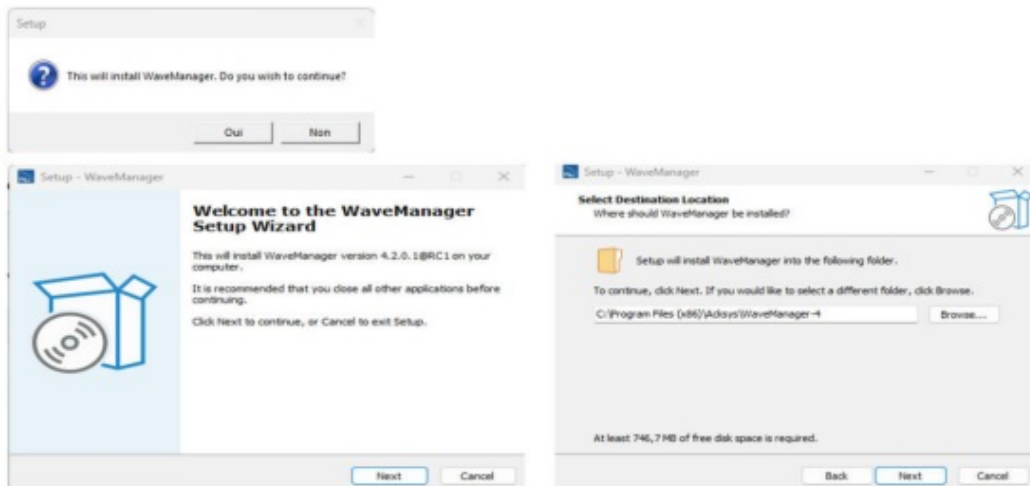 Setup
This will install WaveManager. Do you wish to continue?
Oui Non
Setup - WaveManager
Welcome to the WaveManager
Setup Wizard
This will install WaveManager version 4.2.0.1@RC1 on your
computer.
It is recommended that you close all other applications before
continuing.
Click Next to continue, or Cancel to exit Setup.
Next Cancel
Setup - WaveManager
Select Destination Location
Where should WaveManager be installed?
Setup will install WaveManager into the following folder.
To continue, click Next. If you would like to select a different folder, click Browse.
C:\Program Files (x86)\Acksys\WaveManager-4
Browse...
At least 746,7 MB of free disk space is required.
Back Next Cancel